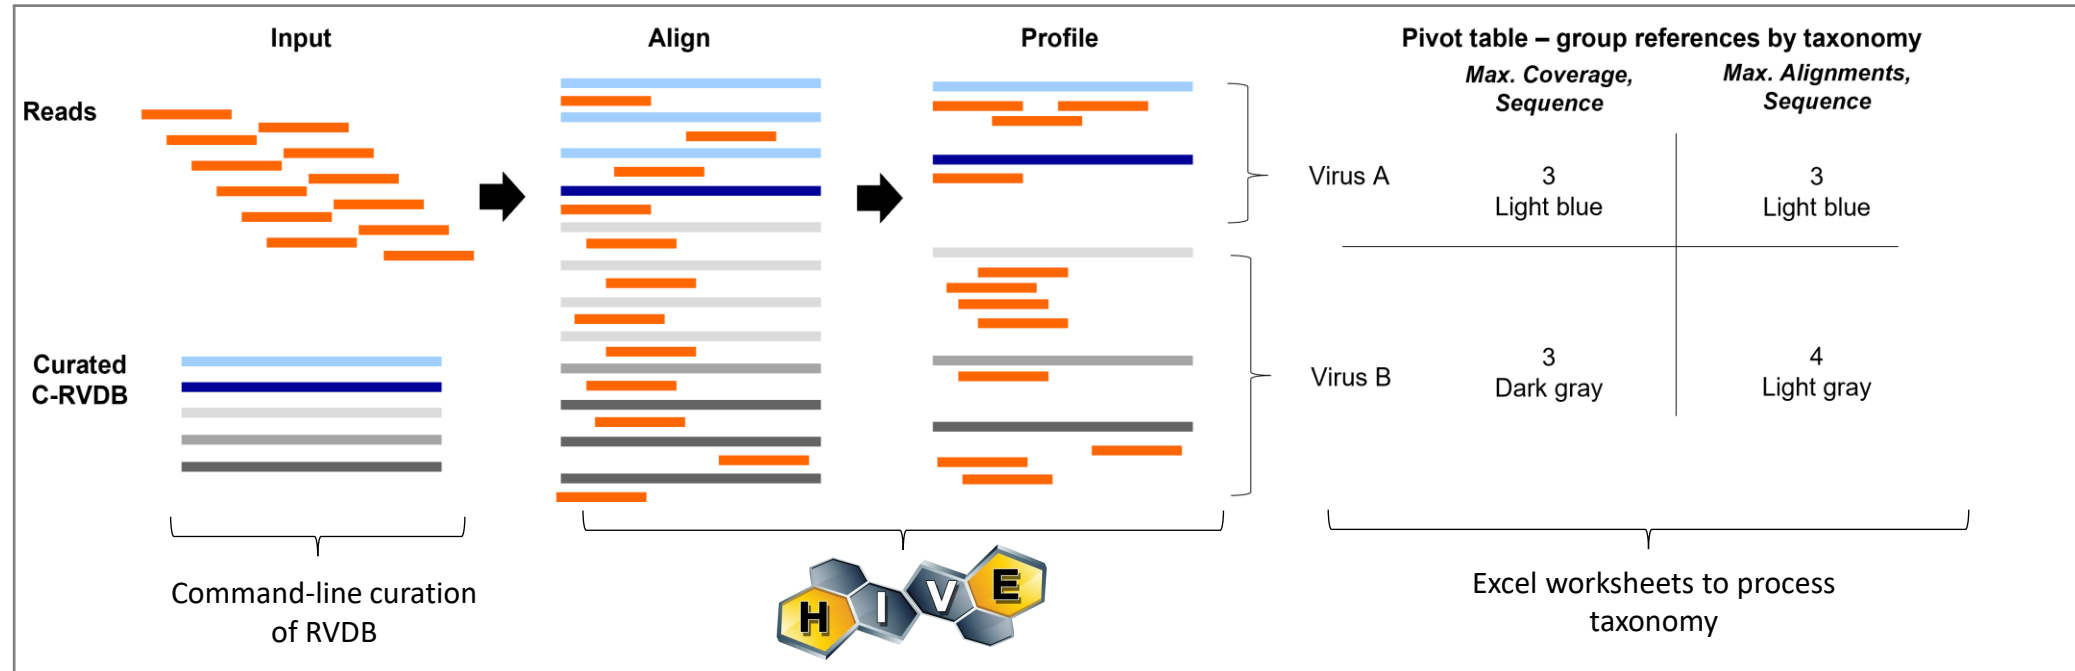 Input
Align
Profile
Pivot table – group references by taxonomy
Max. Coverage,
Sequence
Max. Alignments,
Sequence
Reads
Virus A
3
Light blue
3
Light blue
Curated
C-RVDB
Virus B
3
Dark gray
4
Light gray
Command-line curation
of RVDB
HIVE
Excel worksheets to process
taxonomy